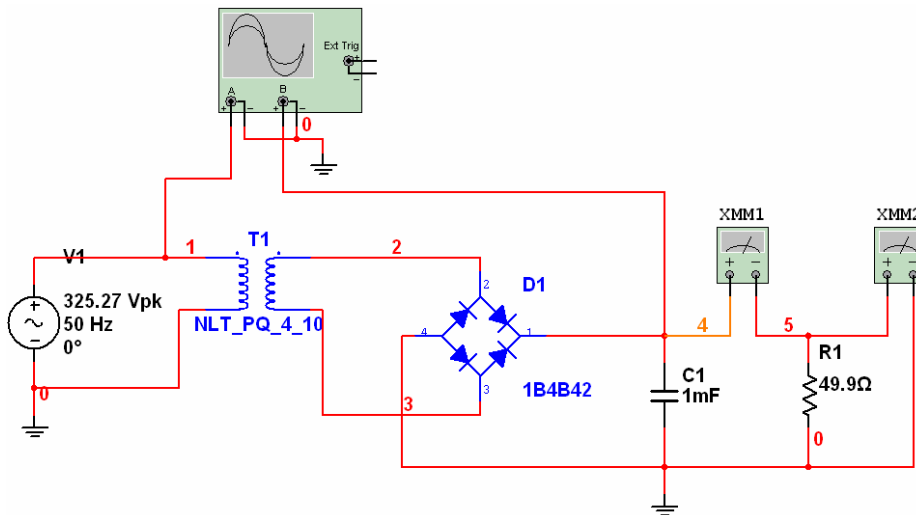 Ext Trig
+
−
A
B
+ − + −
0
XMM1
XMM2
+ −
+ −
V1
1
T1
2
325.27 Vpk
50 Hz
0°
+
−
NLT_PQ_4_10
2
D1
4
1
3
1B4B42
3
4
5
C1
1mF
R1
49.9Ω
0
0